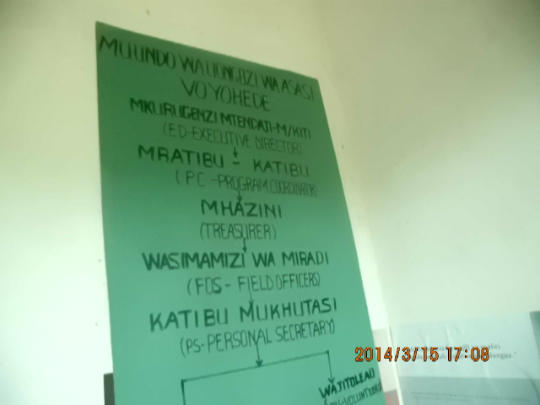 MUUNDO WA UONGOZI WA ASASI
VOYOHEDE
MKURUGENZI MTENDAJI-M/KITI
(ED-EXECUTIVE DIRECTOR)
MRATIBU - KATIBU
(PC-PROGRAM COORDINATOR)
MHAZINI
(TREASURER)
WASIMAMIZI WA MIRADI
(FOS - FIELD OFFICERS)
KATIBU MUKHUTASI
(PS-PERSONAL SECRETARY)
WAJITOLEAJI
2014/3/15 17:08